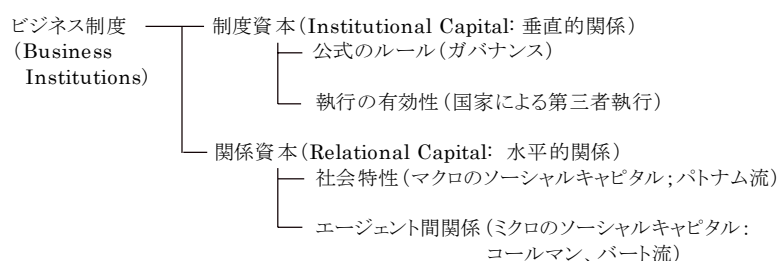 ビジネス制度
(Business
Institutions)
制度資本(Institutional Capital: 垂直的関係)
公式のルール(ガバナンス)
執行の有効性(国家による第三者執行)
関係資本(Relational Capital: 水平的関係)
社会特性(マクロのソーシャルキャピタル;パトナム流)
エージェント間関係(ミクロのソーシャルキャピタル:
コールマン、バート流)